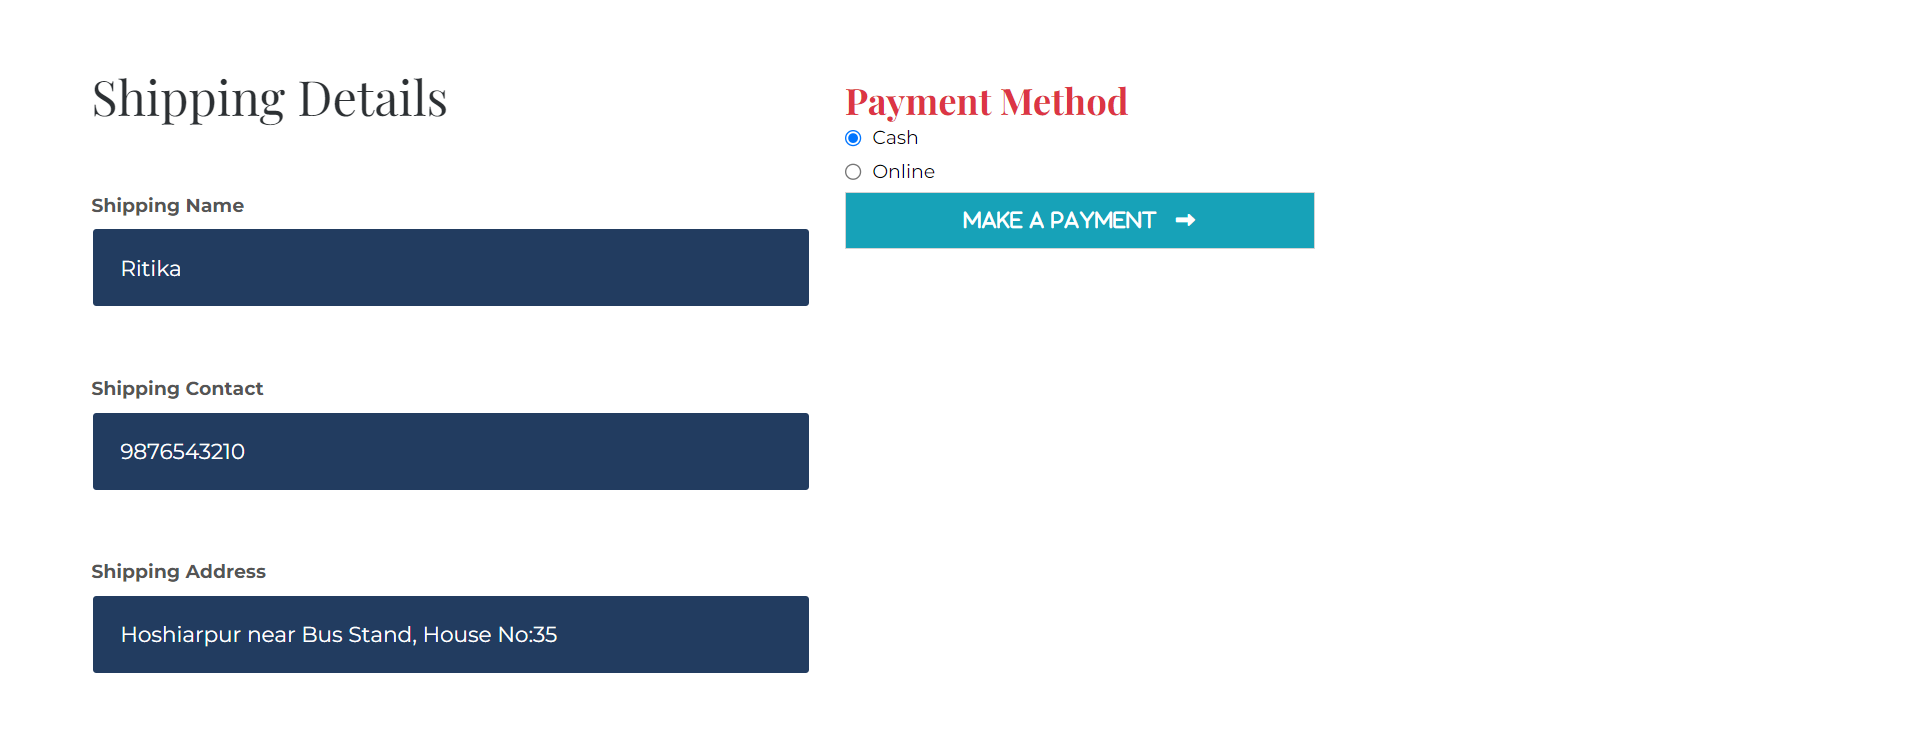 Shipping Details
Shipping Name
Ritika
Shipping Contact
9876543210
Shipping Address
Hoshiarpur near Bus Stand, House No:35
Payment Method
Cash
Online
MAKE A PAYMENT